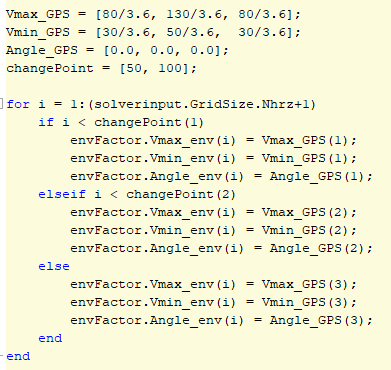 Vmax_GPS = [80/3.6, 130/3.6, 80/3.6];
Vmin_GPS = [30/3.6, 50/3.6,  30/3.6];
Angle_GPS = [0.0, 0.0, 0.0];
changePoint = [50, 100];

for i = 1:(solverinput.GridSize.Nhrz+1)
    if i < changePoint(1)
        envFactor.Vmax_env(i) = Vmax_GPS(1);
        envFactor.Vmin_env(i) = Vmin_GPS(1);
        envFactor.Angle_env(i) = Angle_GPS(1);
    elseif i < changePoint(2)
        envFactor.Vmax_env(i) = Vmax_GPS(2);
        envFactor.Vmin_env(i) = Vmin_GPS(2);
        envFactor.Angle_env(i) = Angle_GPS(2);
    else
        envFactor.Vmax_env(i) = Vmax_GPS(3);
        envFactor.Vmin_env(i) = Vmin_GPS(3);
        envFactor.Angle_env(i) = Angle_GPS(3);
    end
end